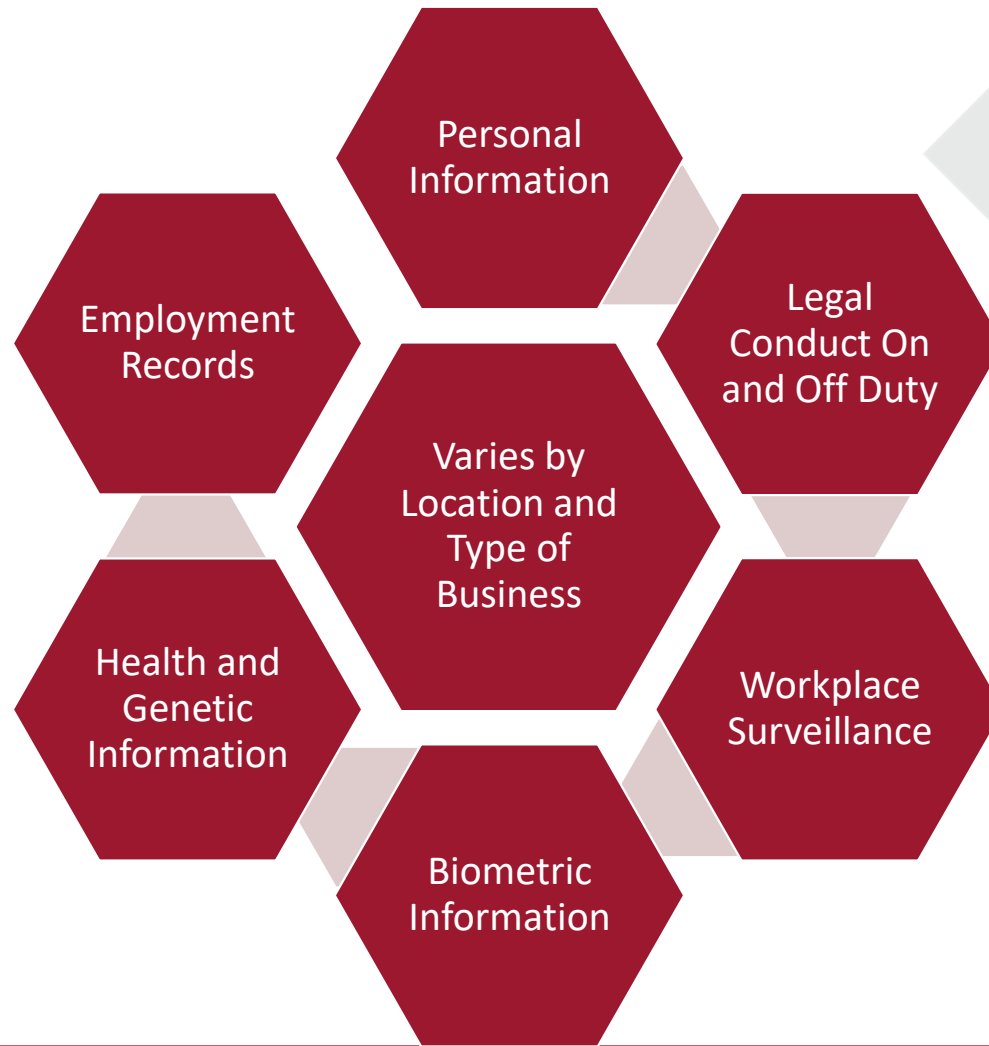 Personal
Information
Legal
Conduct On
and Off Duty
Workplace
Surveillance
Biometric
Information
Health and
Genetic
Information
Employment
Records
Varies by
Location and
Type of
Business